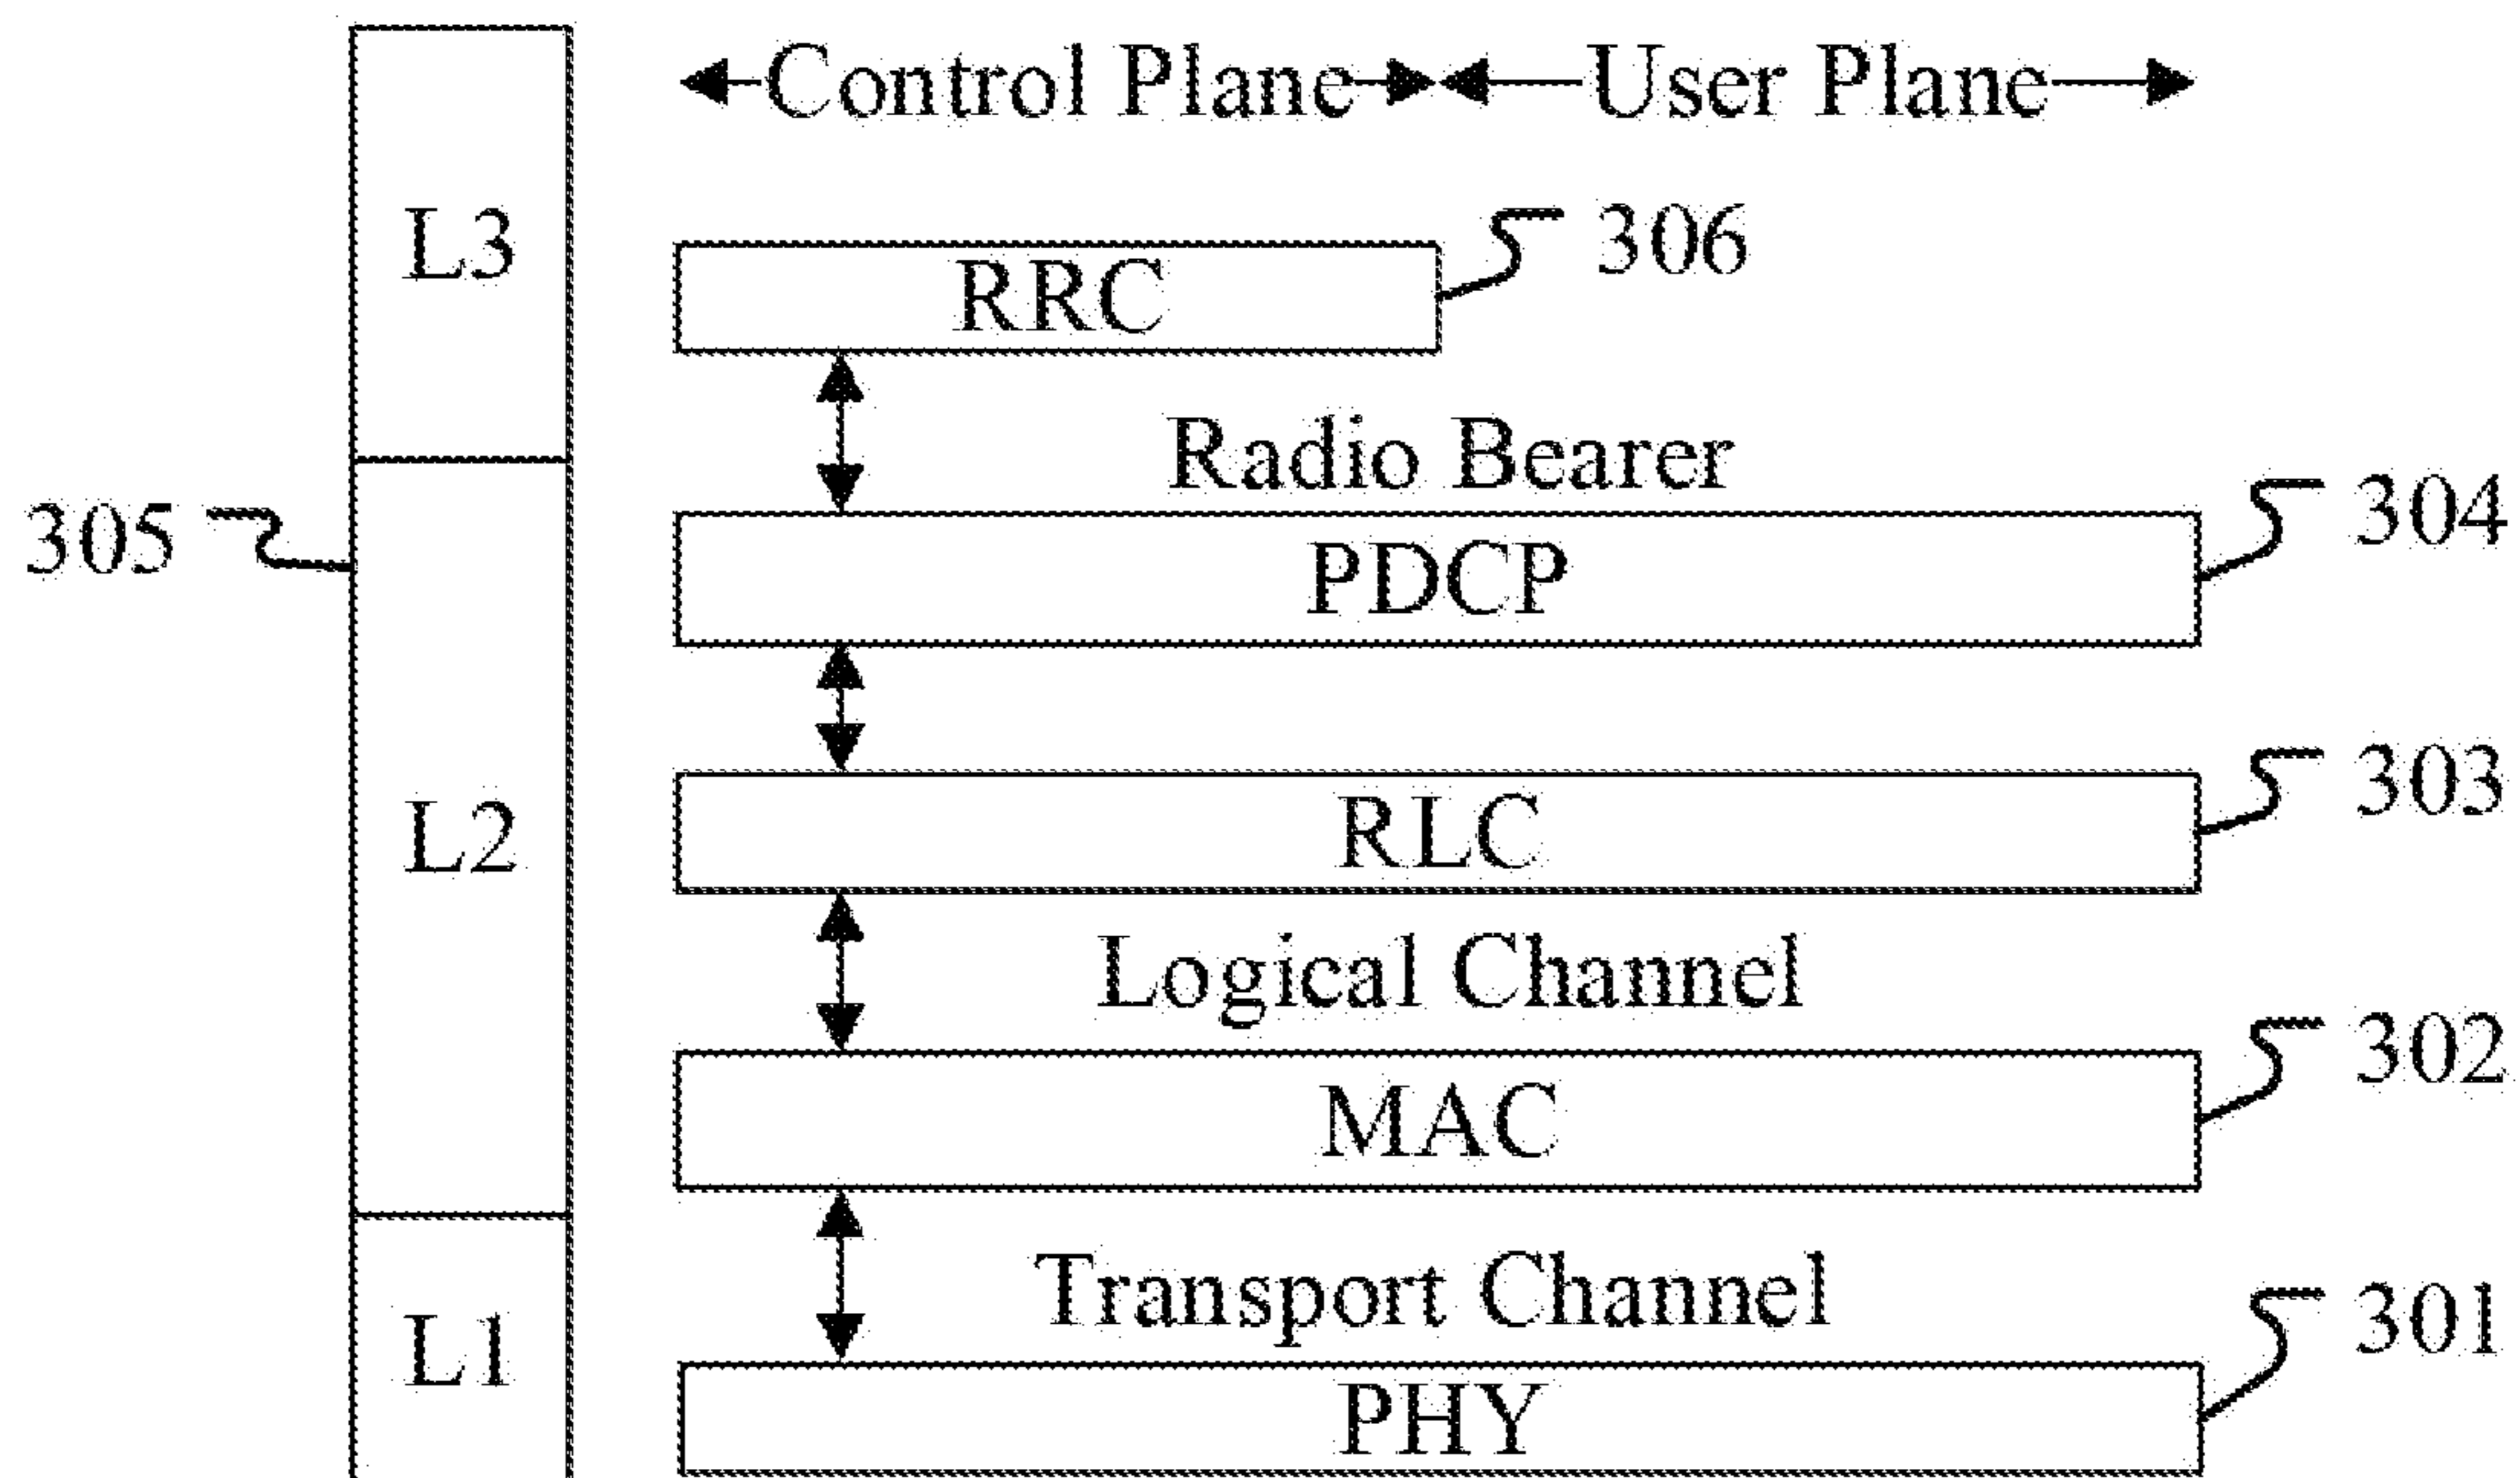 Control Plane User Plane
L3
RRC
306
Radio Bearer
305
PDCP
304
RLC
303
L2
Logical Channel
MAC
302
Transport Channel
L1
PHY
301